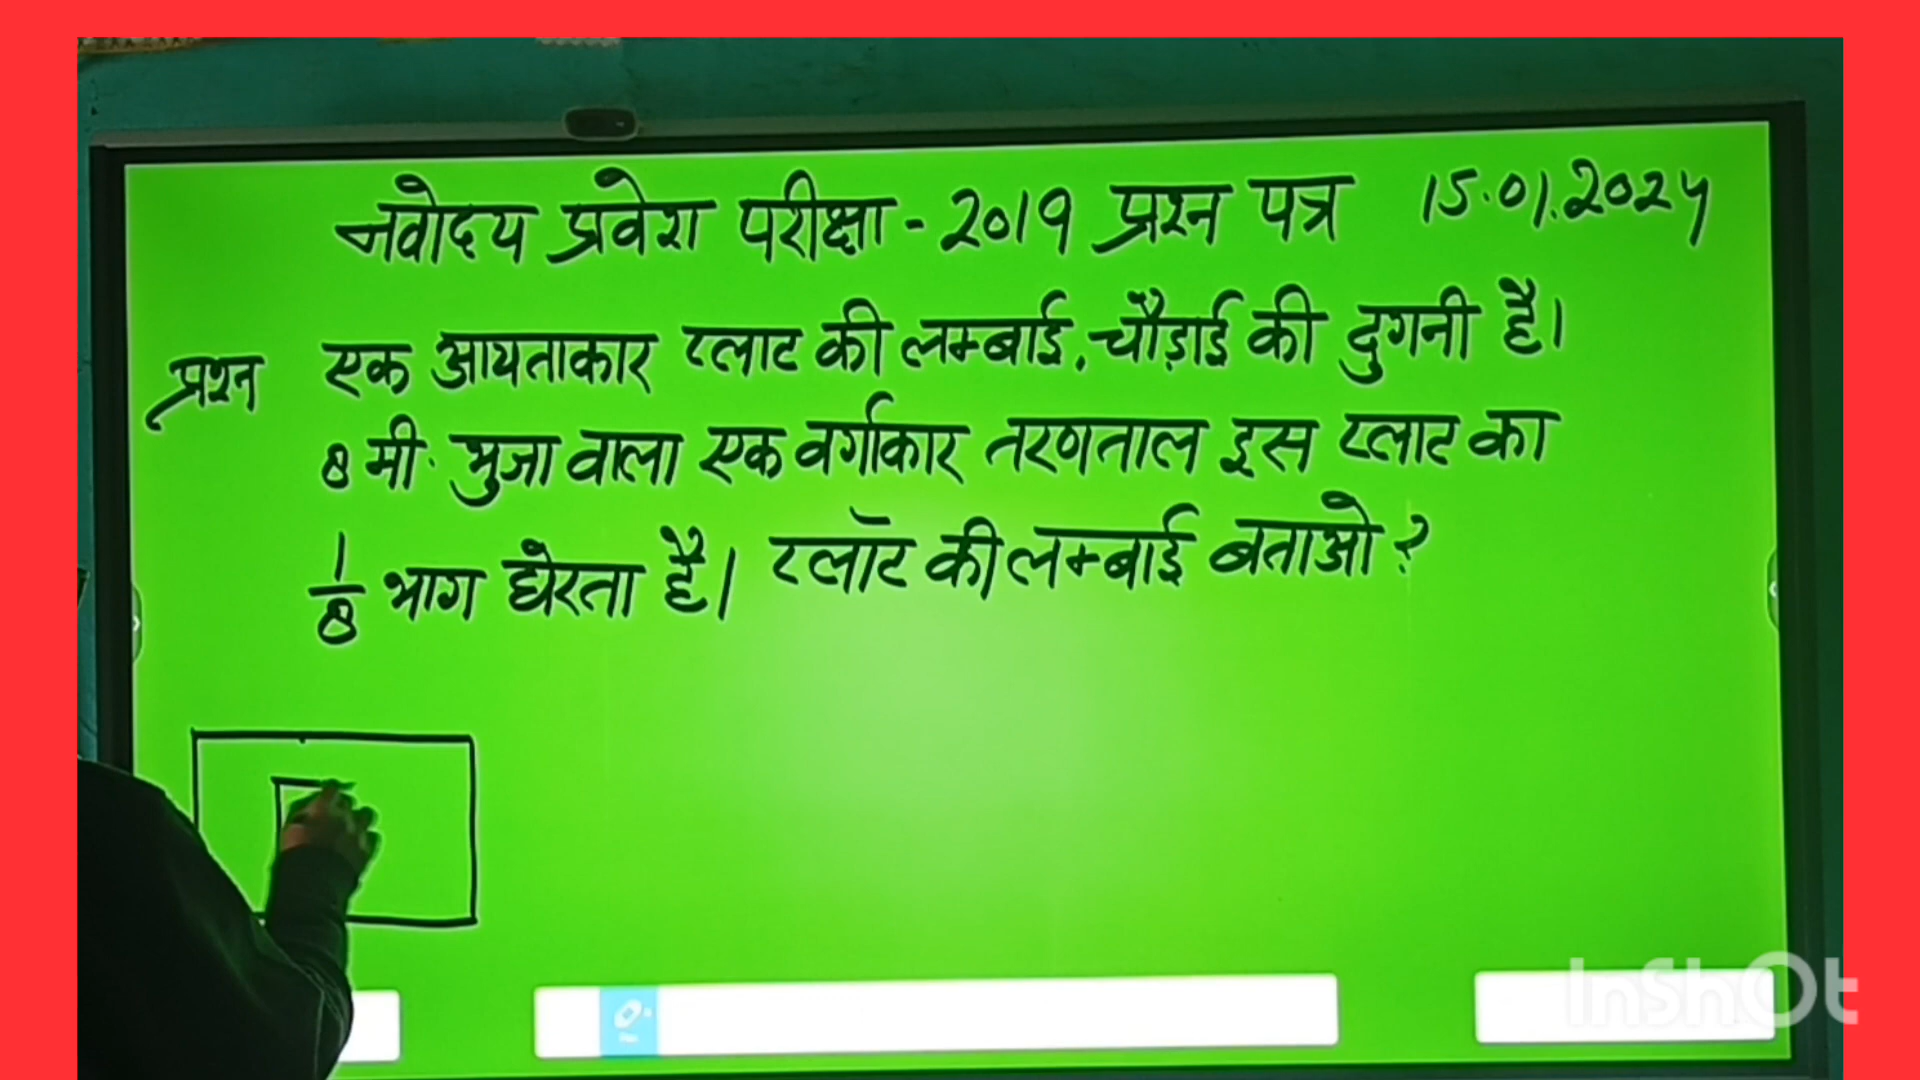 नवोदय प्रवेश परीक्षा - 2019 प्रश्न पत्र 15.01.2024
प्रश्न एक आयताकार प्लाट की लम्बाई, चौड़ाई की दुगनी है।
8 मी. भुजा वाला एक वर्गाकार तरणताल इस प्लाट का
1/8 भाग घेरता है। प्लॉट की लम्बाई बताओ?
InShOt